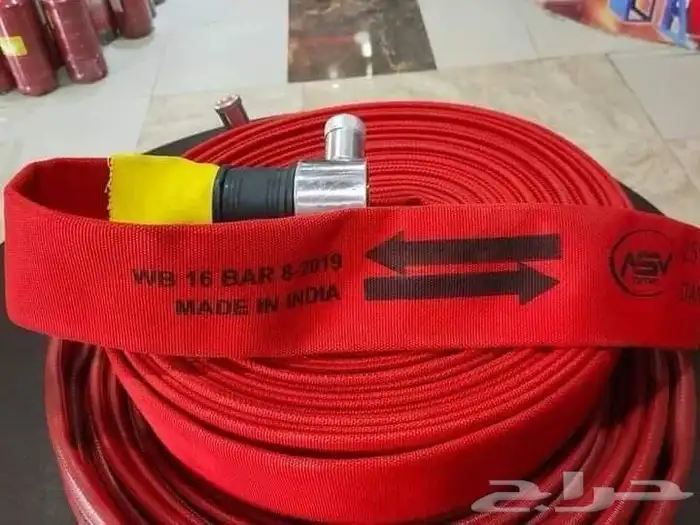 WB 16 BAR 8-2019
MADE IN INDIA
ASV
حراج